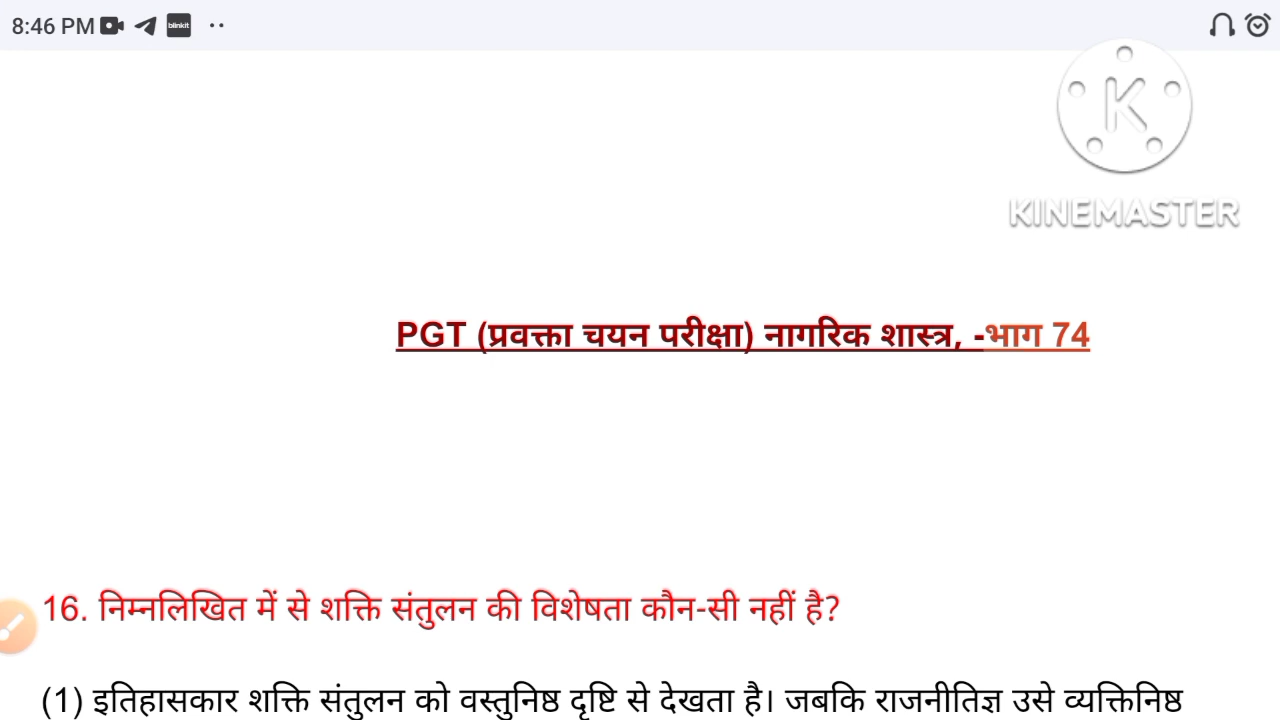 8:46 PM
blinkit
K
KINEMASTER
PGT (प्रवक्ता चयन परीक्षा) नागरिक शास्त्र, -भाग 74
16. निम्नलिखित में से शक्ति संतुलन की विशेषता कौन-सी नहीं है?
(1) इतिहासकार शक्ति संतुलन को वस्तुनिष्ठ दृष्टि से देखता है। जबकि राजनीतिज्ञ उसे व्यक्तिनिष्ठ